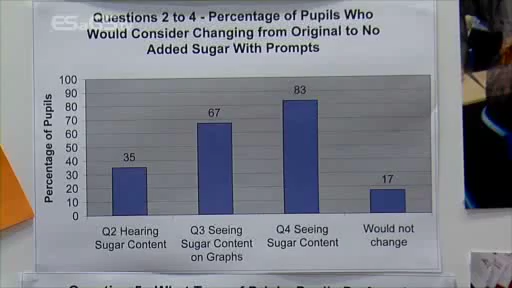 ESaTStv
Questions 2 to 4 - Percentage of Pupils Who
Would Consider Changing from Original to No
Added Sugar With Prompts
Percentage of Pupils
100
90
80
70
60
50
40
30
20
10
0
35
67
83
17
Q2 Hearing
Sugar Content
Q3 Seeing
Sugar Content
on Graphs
Q4 Seeing
Sugar Content
Would not
change